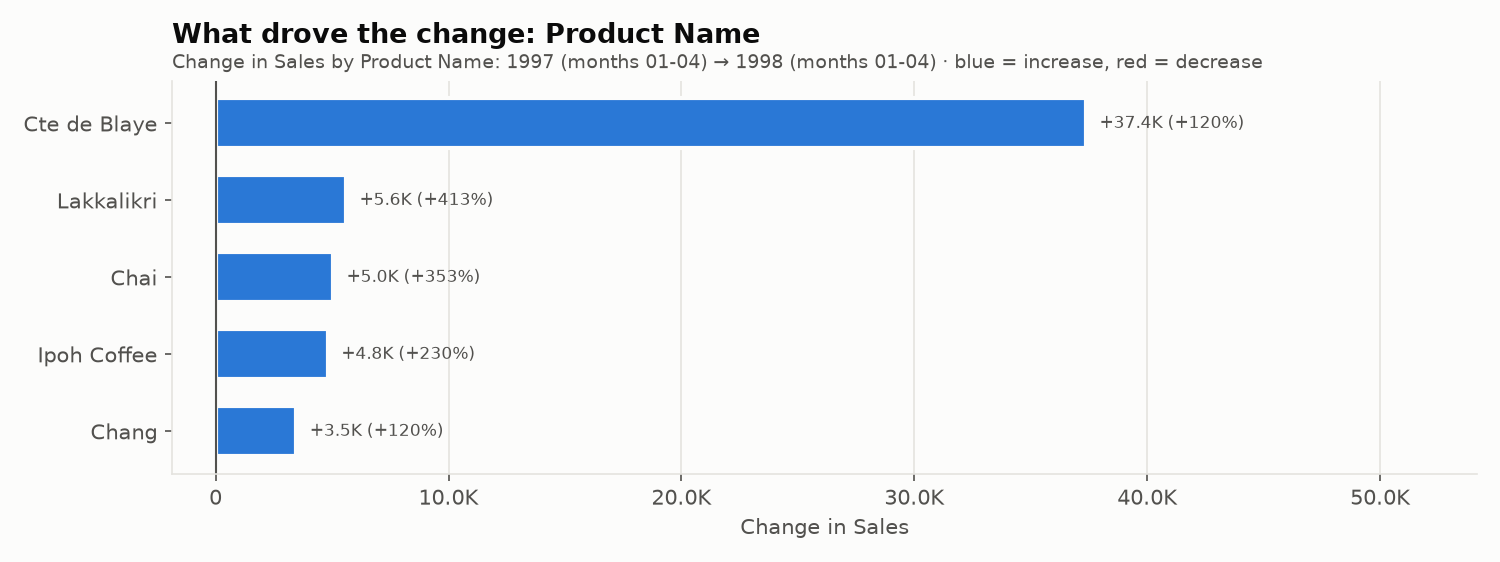 What drove the change: Product Name
Change in Sales by Product Name: 1997 (months 01-04) → 1998 (months 01-04) · blue = increase, red = decrease
Cte de Blaye
+37.4K (+120%)
Lakkalikri
+5.6K (+413%)
Chai
+5.0K (+353%)
Ipoh Coffee
+4.8K (+230%)
Chang
+3.5K (+120%)
0 10.0K 20.0K 30.0K 40.0K 50.0K
Change in Sales